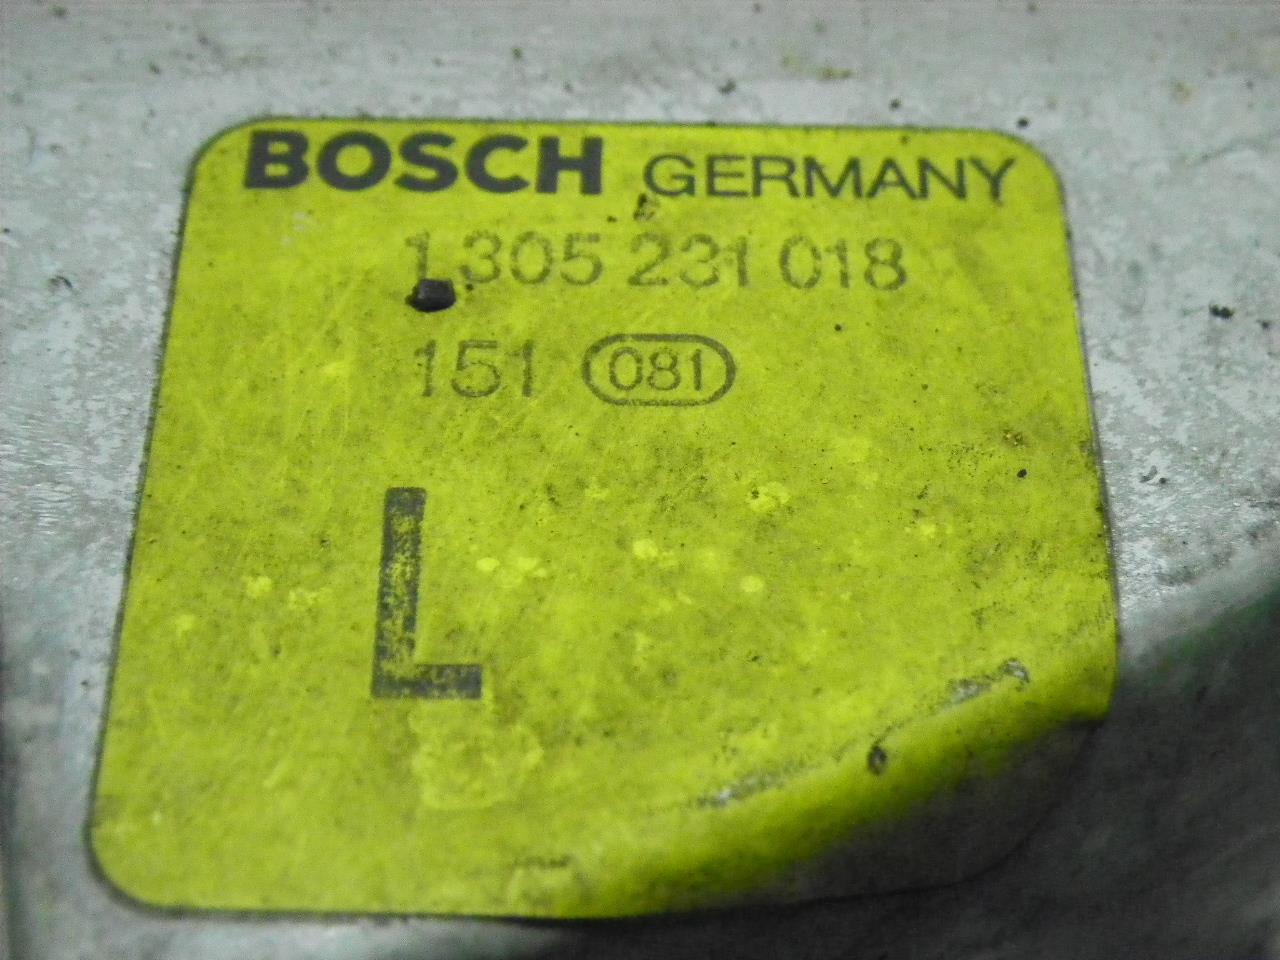 BOSCH GERMANY
1 305 231 018
151 081
L